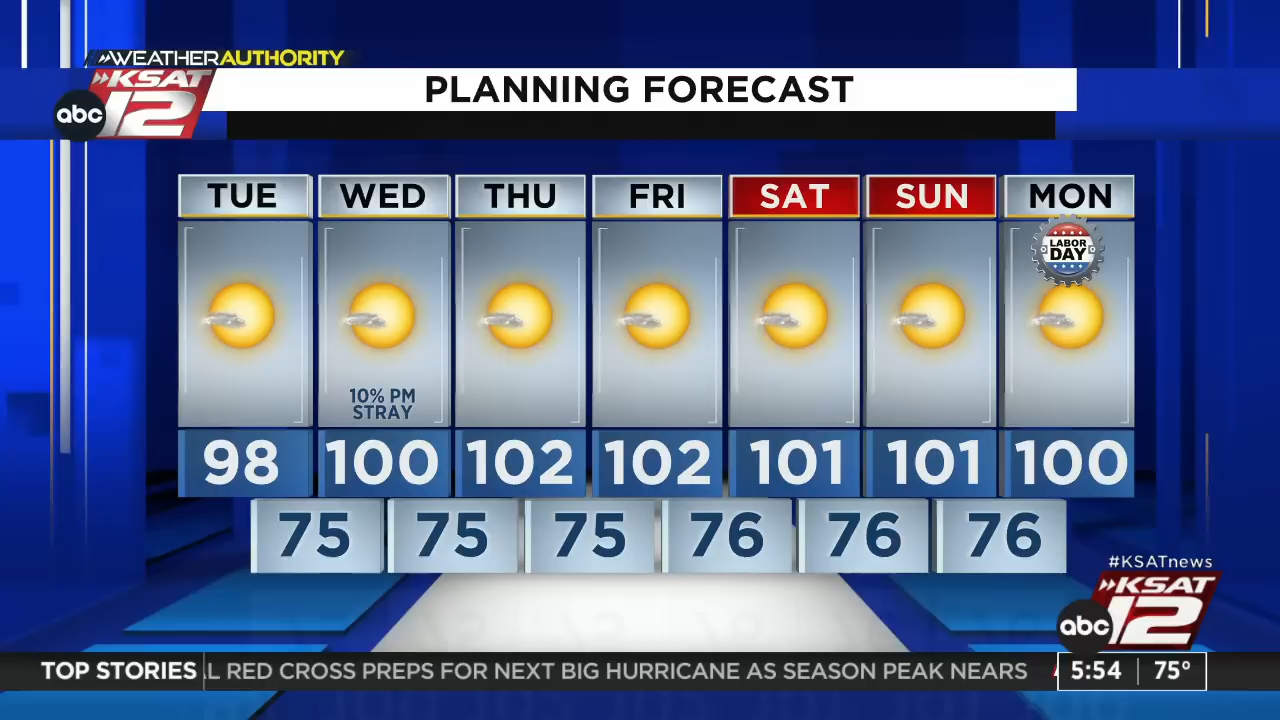 WEATHERAUTHORITY
KSAT
abc 12
PLANNING FORECAST
TUE WED THU FRI SAT SUN MON
LABOR
DAY
10% PM
STRAY
98 100 102 102 101 101 100
75 75 75 76 76 76
#KSATnews
KSAT
abc 12
TOP STORIES L RED CROSS PREPS FOR NEXT BIG HURRICANE AS SEASON PEAK NEARS 5:54 75°